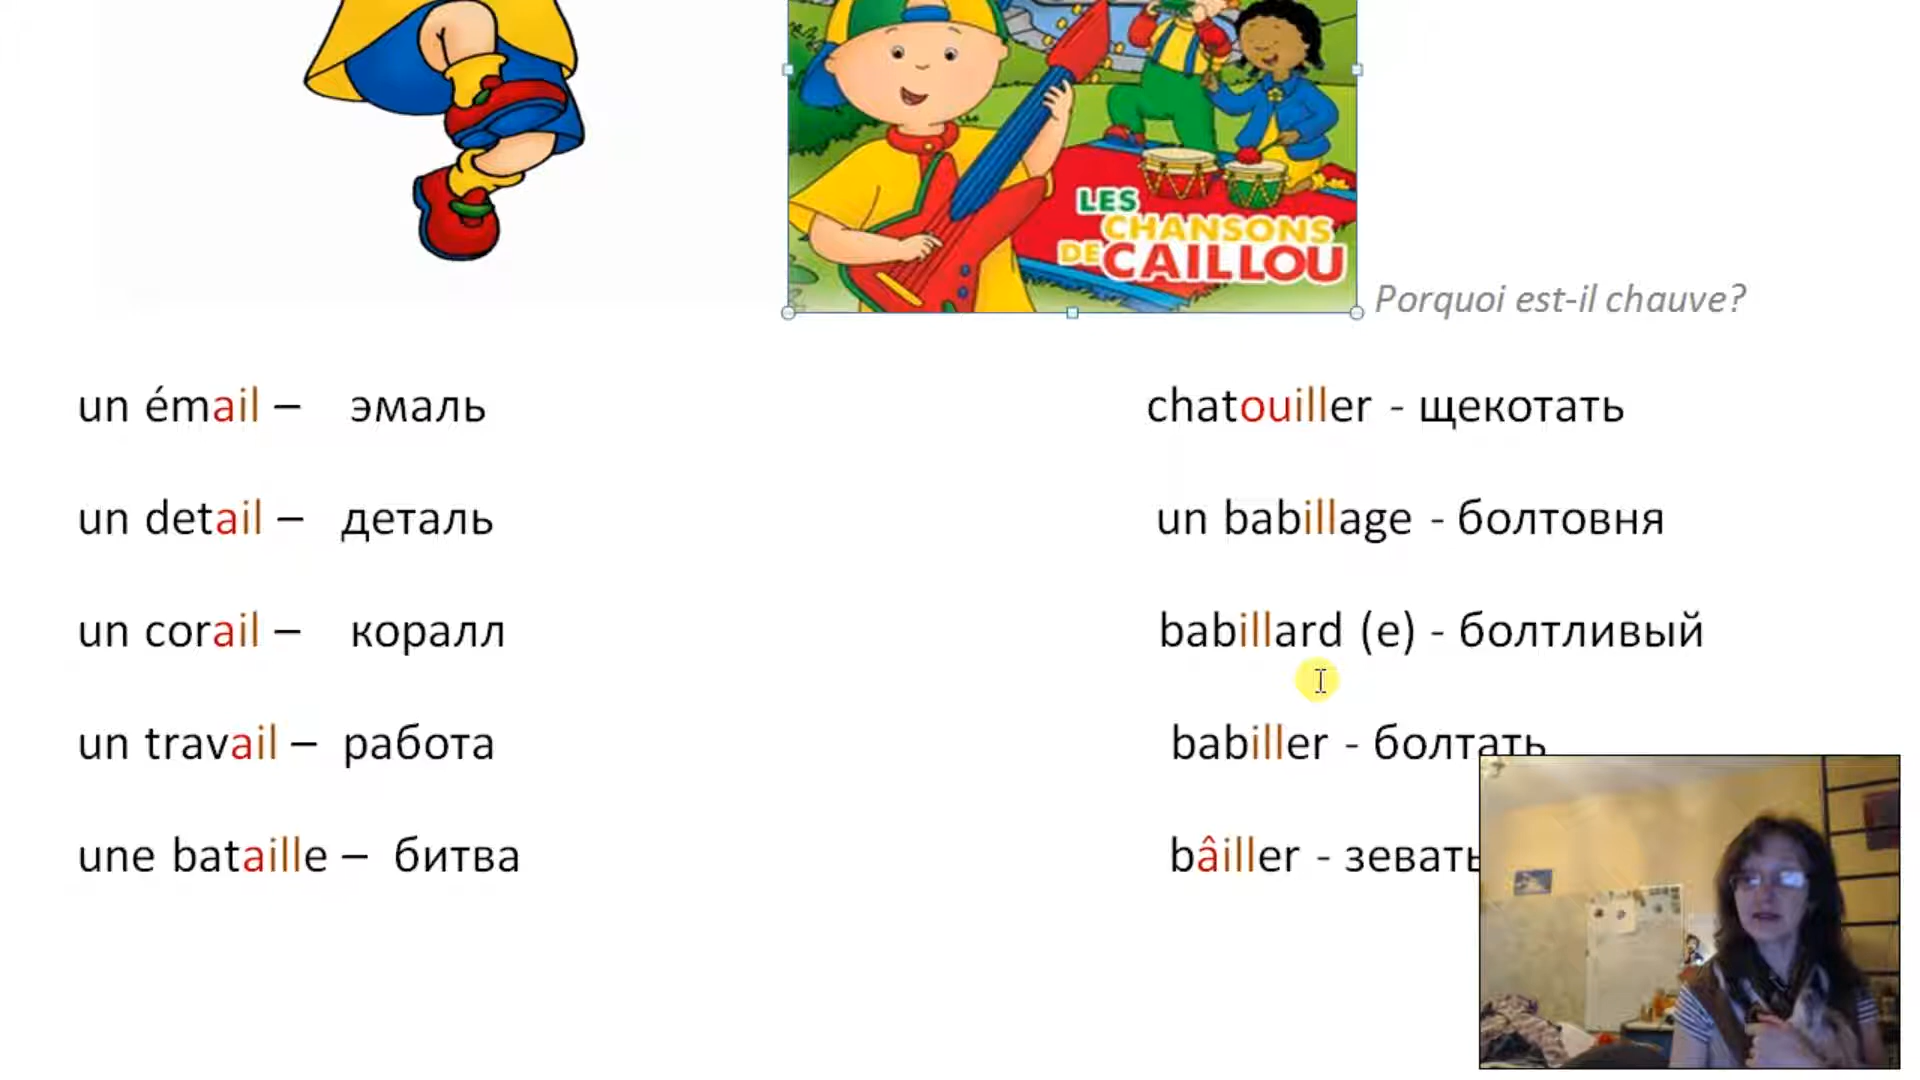 LES
CHANSONS
DE CAILLOU
Porquoi est-il chauve?
un émail – эмаль
chatouiller - щекотать
un detail – деталь
un babillage - болтовня
un corail – коралл
babillard (e) - болтливый
un travail – работа
babiller - болтать
une bataille – битва
bâiller - зевать